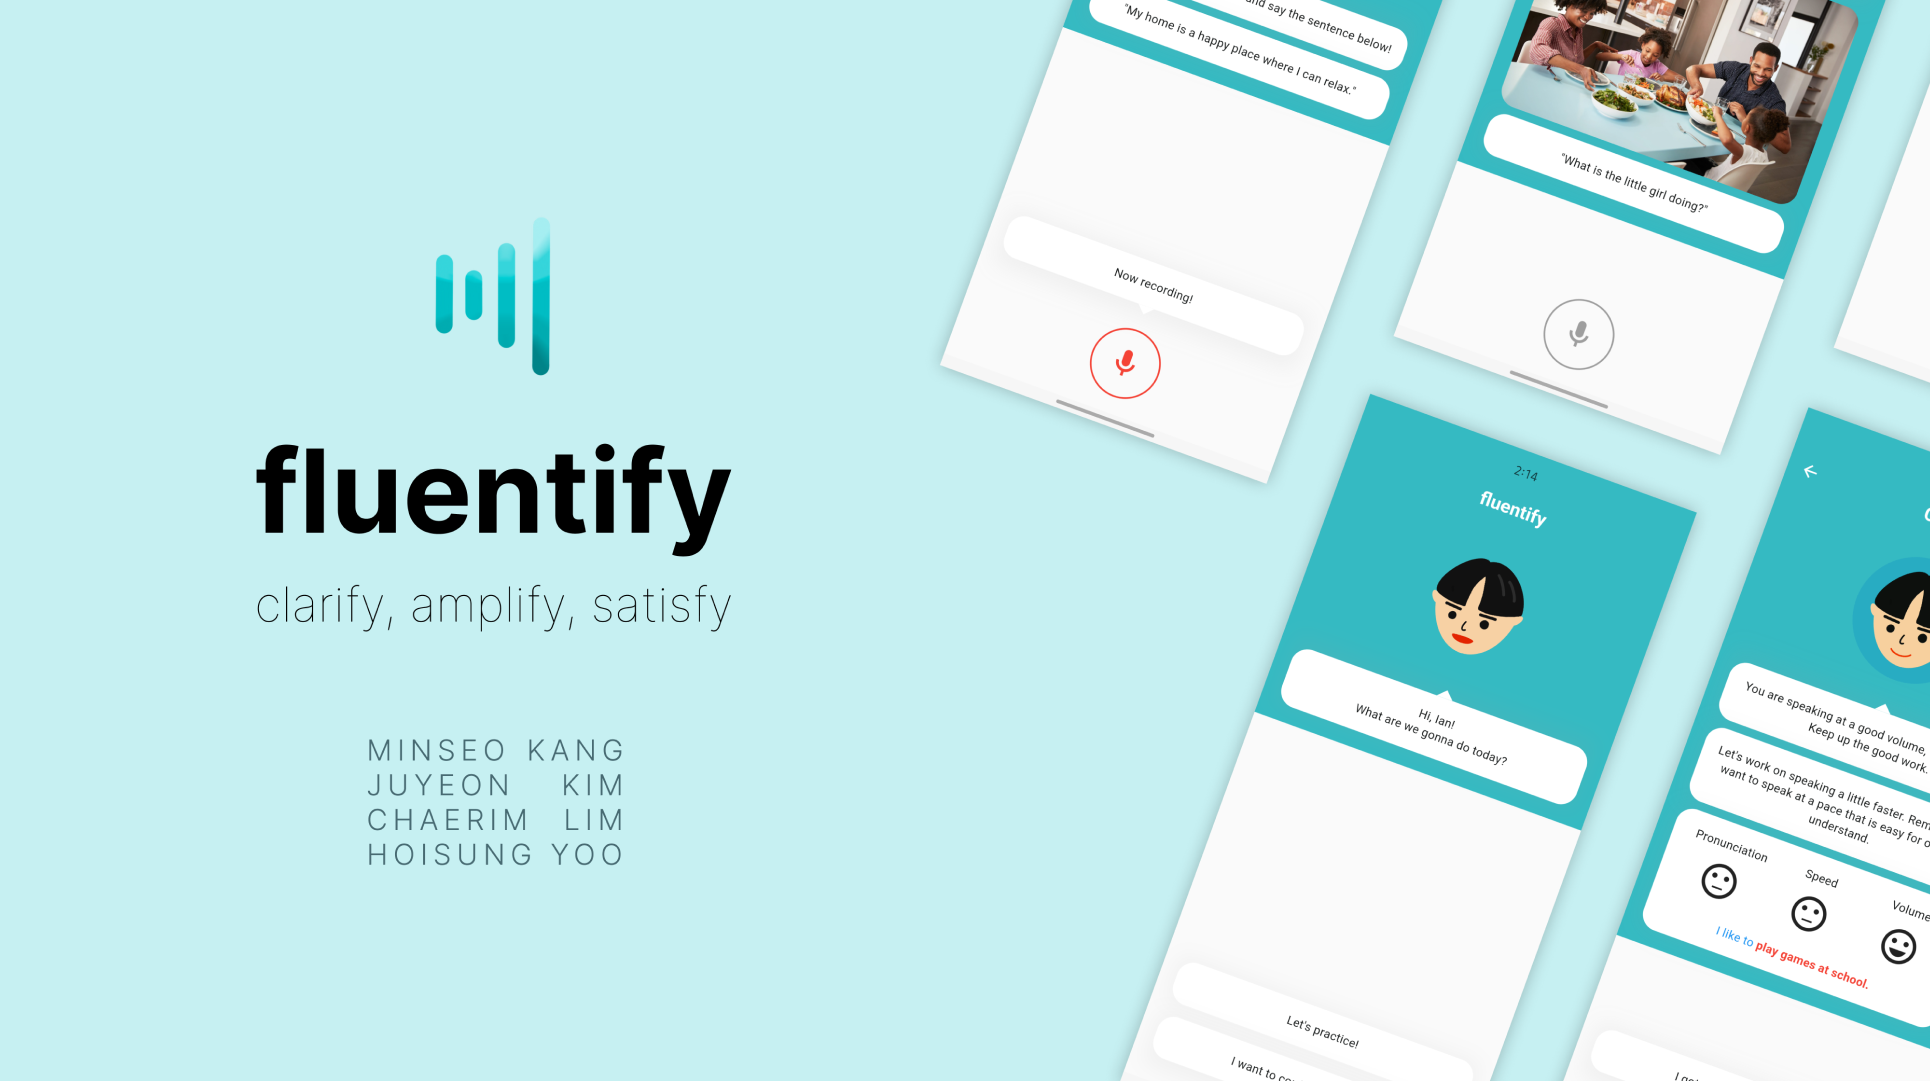 fluentify
clarify, amplify, satisfy
MINSEO KANG
JUYEON KIM
CHAERIM LIM
HOISUNG YOO
and say the sentence below!
"My home is a happy place where I can relax."
Now recording!
"What is the little girl doing?"
2:14
fluentify
Hi, Ian!
What are we gonna do today?
Let's practice!
I want to
You are speaking at a good volume,
Keep up the good work.
Let's work on speaking a little faster.
want to speak at a pace that is easy for
understand.
Pronunciation
Speed
Volume
I like to play games at school.